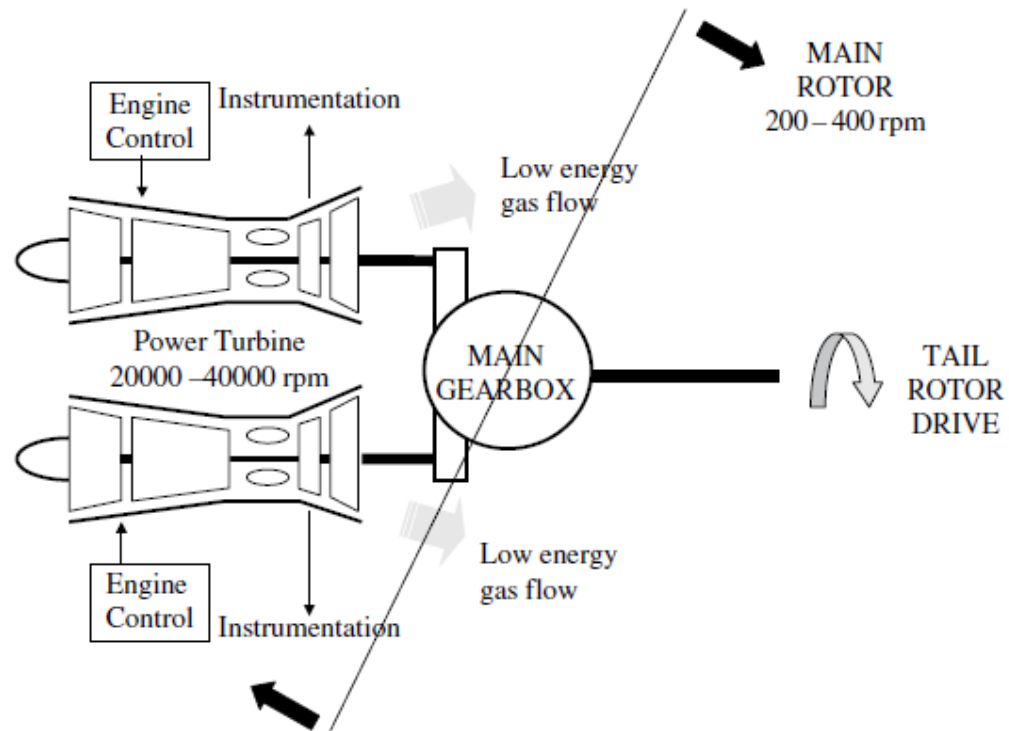 Engine
Control
Instrumentation
MAIN
ROTOR
200 – 400 rpm
Low energy
gas flow
Power Turbine
20000 –40000 rpm
MAIN
GEARBOX
TAIL
ROTOR
DRIVE
Low energy
gas flow
Engine
Control
Instrumentation